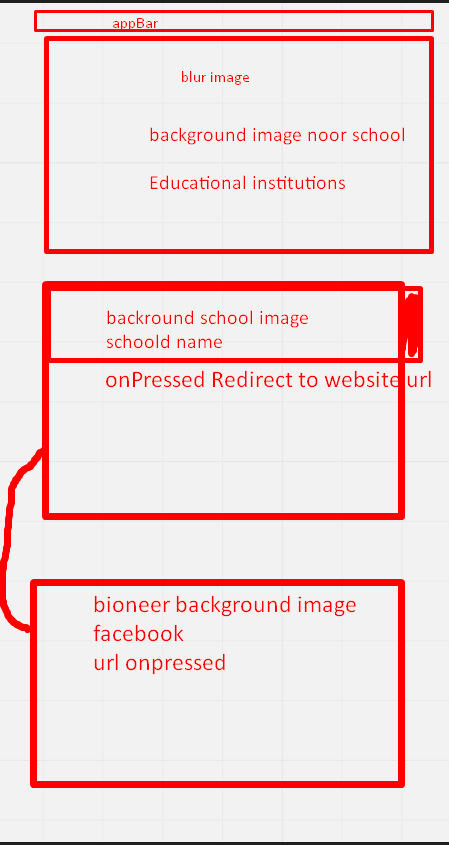 appBar
blur image
background image noor school
Educational institutions
backround school image
schoold name
onPressed Redirect to website url
bioneer background image
facebook
url onpressed